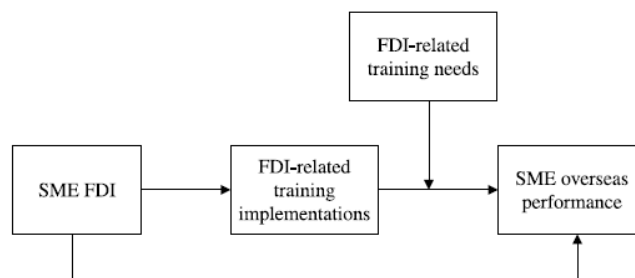 FDI-related
training needs
SME FDI
FDI-related
training
implementations
SME overseas
performance